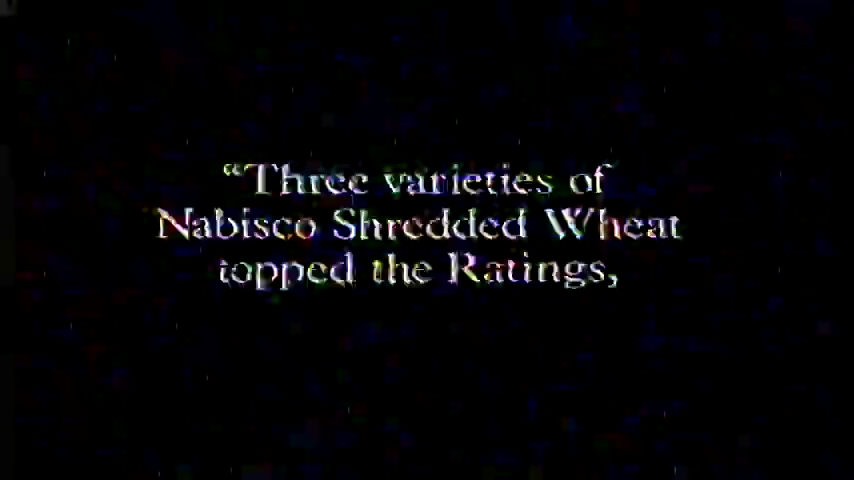 “Three varieties of
Nabisco Shredded Wheat
topped the Ratings,